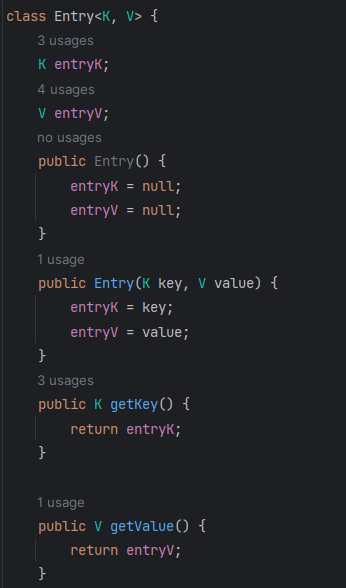 class Entry<K, V> {
3 usages
K entryK;
4 usages
V entryV;
no usages
public Entry() {
entryK = null;
entryV = null;
}
1 usage
public Entry(K key, V value) {
entryK = key;
entryV = value;
}
3 usages
public K getKey() {
return entryK;
}
1 usage
public V getValue() {
return entryV;
}